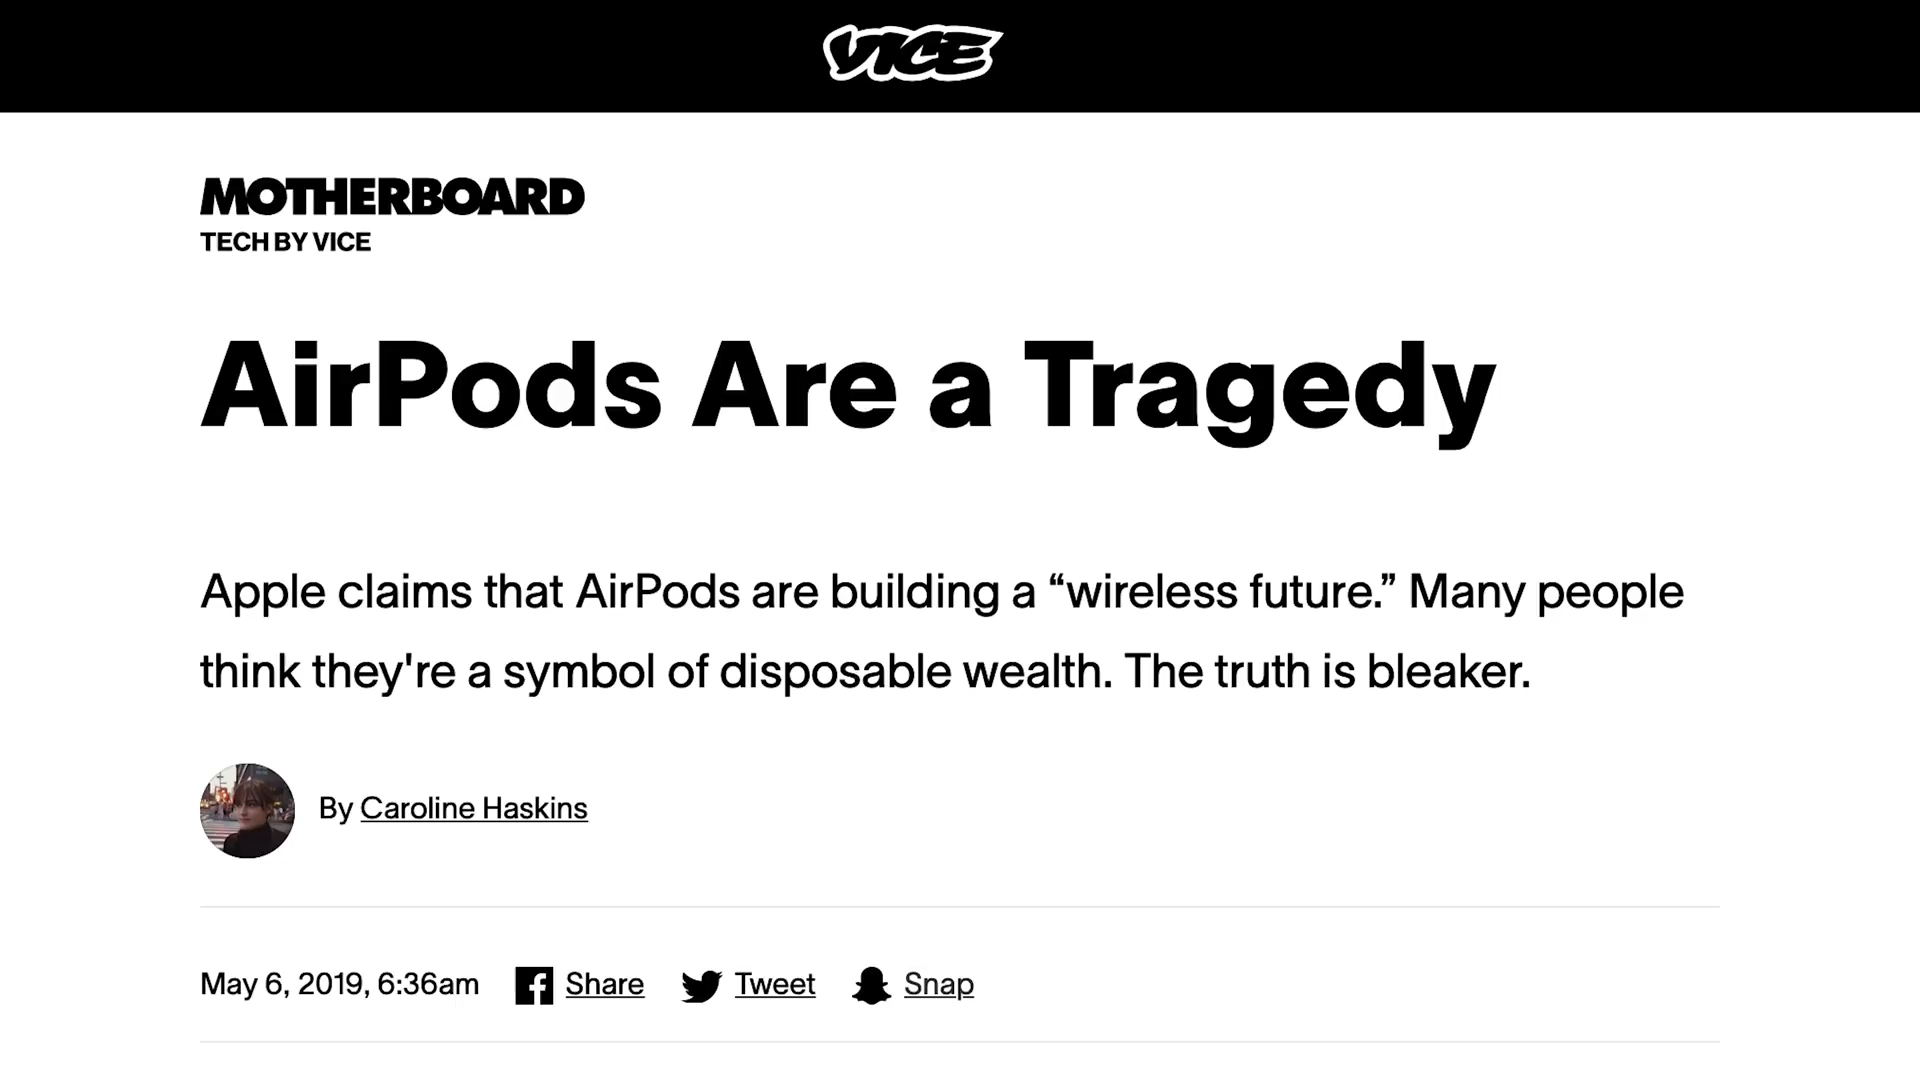 VICE
MOTHERBOARD
TECH BY VICE
AirPods Are a Tragedy
Apple claims that AirPods are building a “wireless future.” Many people
think they're a symbol of disposable wealth. The truth is bleaker.
By Caroline Haskins
May 6, 2019, 6:36am Share Tweet Snap